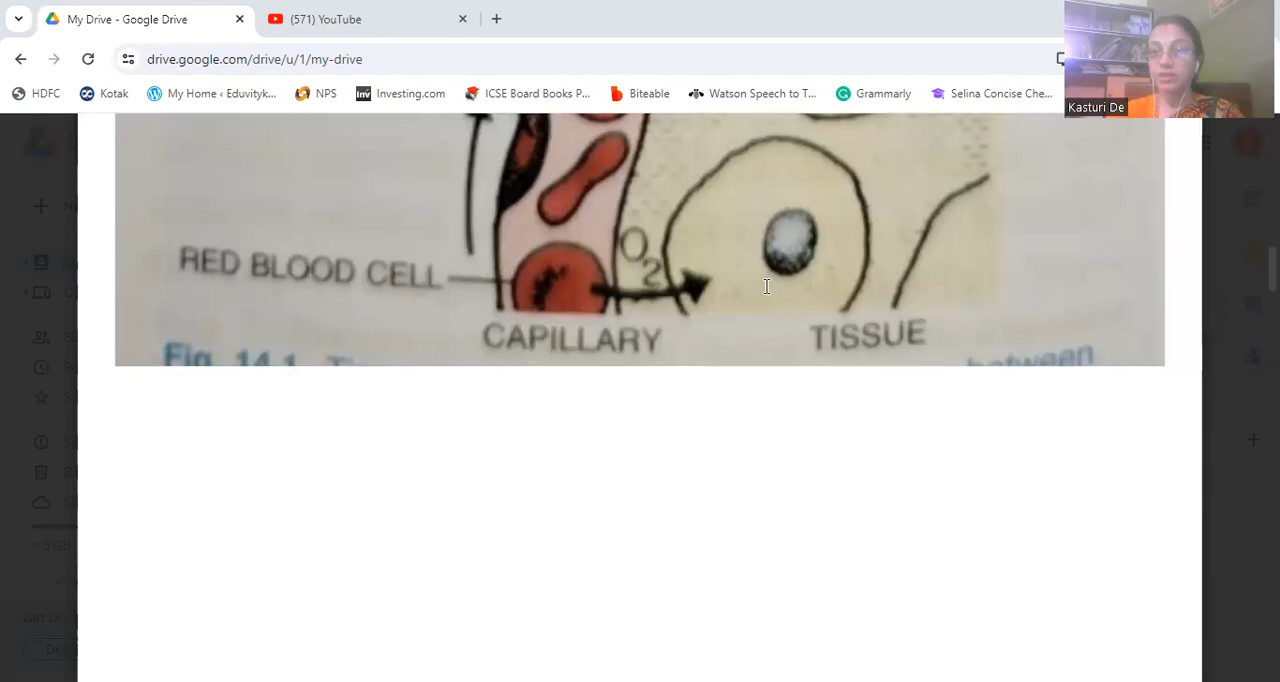 My Drive - Google Drive
(571) YouTube
drive.google.com/drive/u/1/my-drive
HDFC
Kotak
My Home ‹ Eduvityk...
NPS
Investing.com
ICSE Board Books P...
Biteable
Watson Speech to T...
Grammarly
Selina Concise Che...
Kasturi De
O2
RED BLOOD CELL
CAPILLARY
TISSUE
Fig. 14.1
between